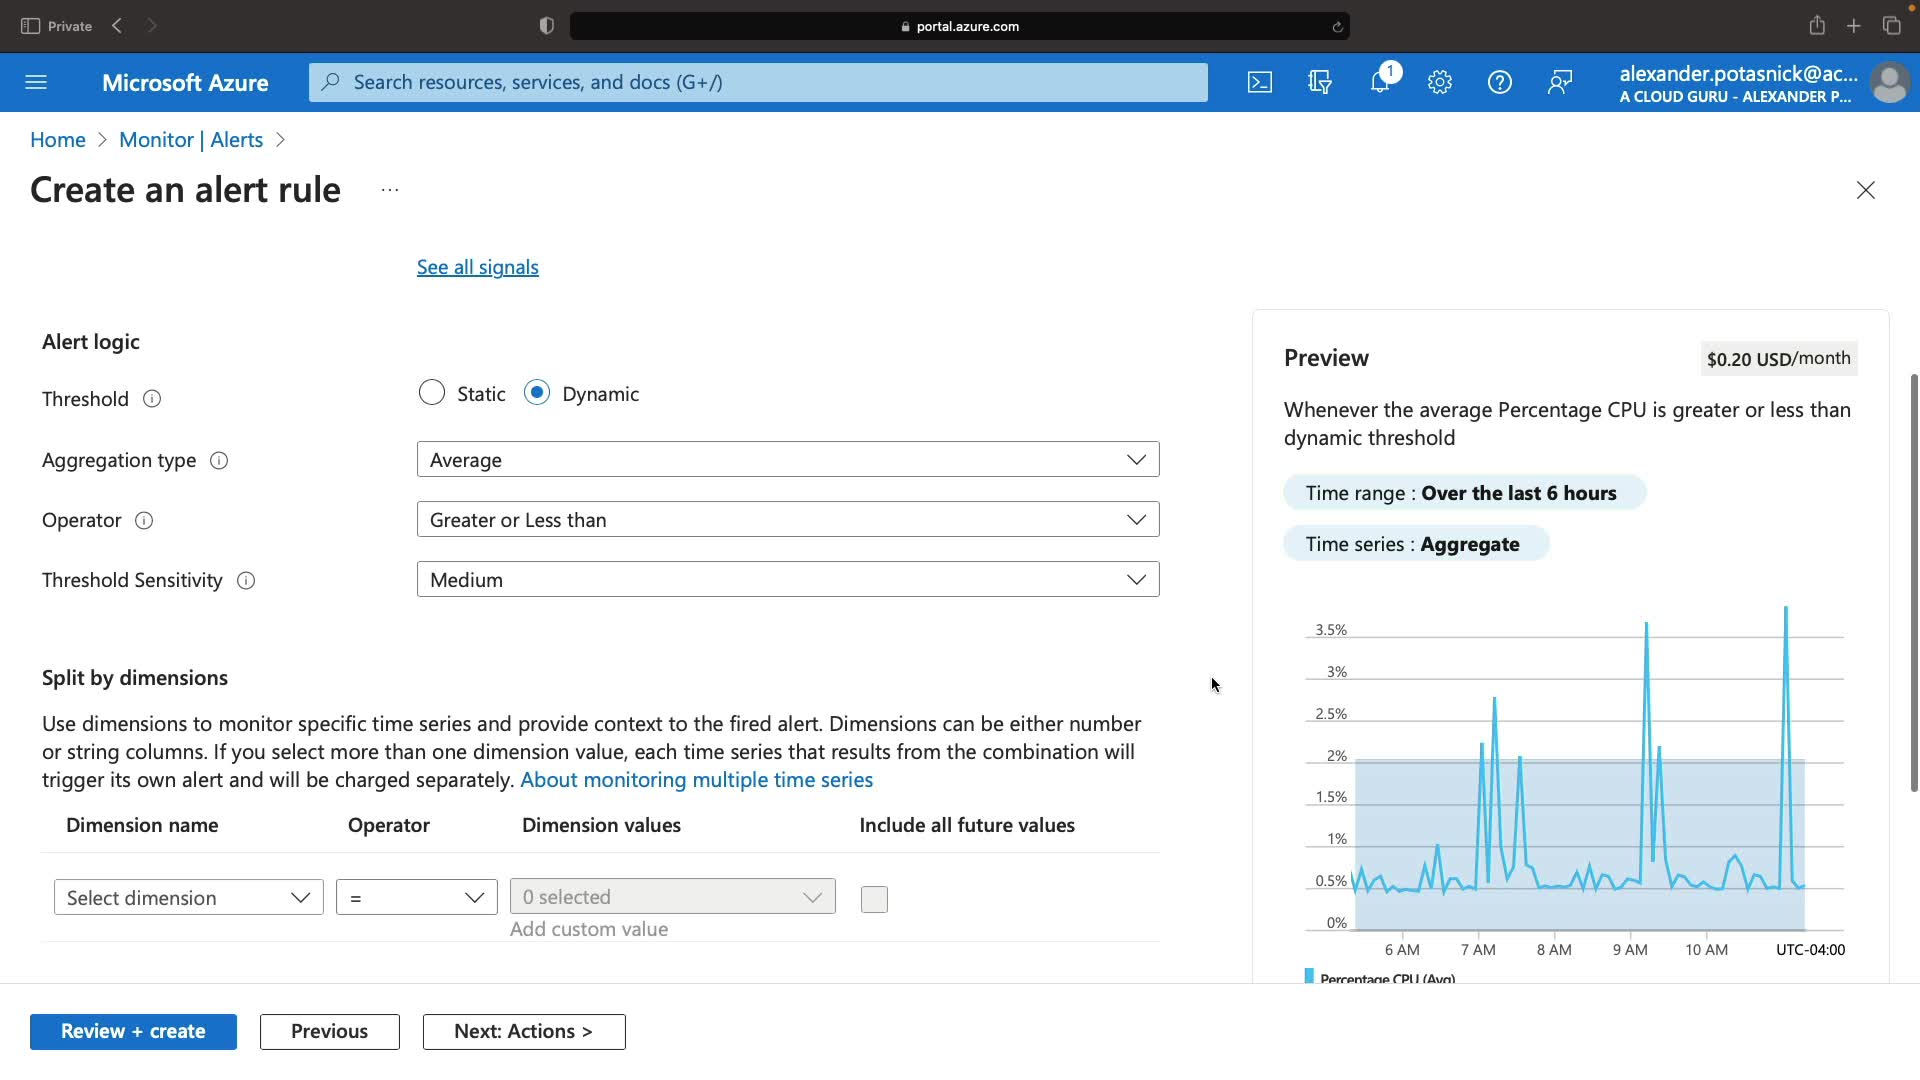 Private
portal.azure.com
Microsoft Azure
Search resources, services, and docs (G+/)
1
alexander.potasnick@ac...
A CLOUD GURU - ALEXANDER P...
Home > Monitor | Alerts >
Create an alert rule ...
See all signals
Alert logic
Threshold
Static
Dynamic
Aggregation type
Average
Operator
Greater or Less than
Threshold Sensitivity
Medium
Split by dimensions
Use dimensions to monitor specific time series and provide context to the fired alert. Dimensions can be either number
or string columns. If you select more than one dimension value, each time series that results from the combination will
trigger its own alert and will be charged separately. About monitoring multiple time series
Dimension name Operator Dimension values Include all future values
Select dimension = 0 selected
Add custom value
Preview
$0.20 USD/month
Whenever the average Percentage CPU is greater or less than
dynamic threshold
Time range : Over the last 6 hours
Time series : Aggregate
3.5%
3%
2.5%
2%
1.5%
1%
0.5%
0%
6 AM 7 AM 8 AM 9 AM 10 AM UTC-04:00
Percentage CPU (Avg)
Review + create
Previous
Next: Actions >